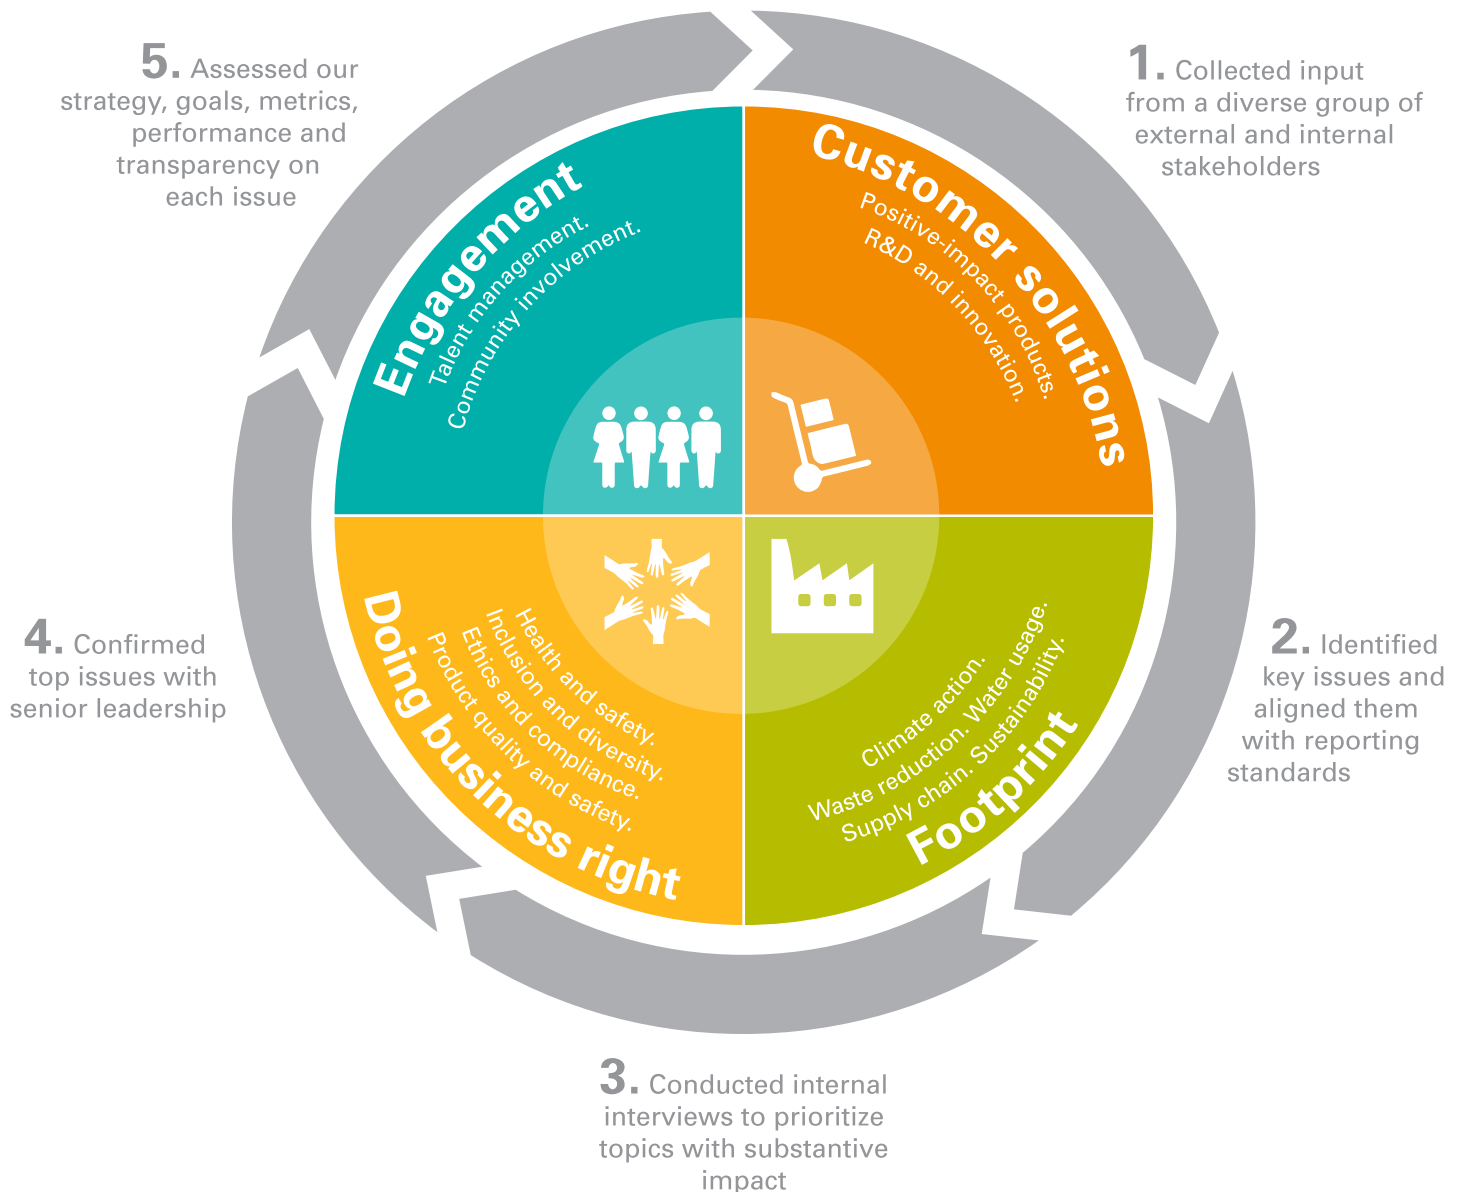 5. Assessed our
strategy, goals, metrics,
performance and
transparency on
each issue
1. Collected input
from a diverse group of
external and internal
stakeholders
Engagement
Talent management.
Community involvement.
Customer solutions
Positive-impact products.
R&D and innovation.
Doing business right
Health and safety.
Inclusion and diversity.
Ethics and compliance.
Product quality and safety.
Climate action.
Waste reduction. Water usage.
Supply chain. Sustainability.
Footprint
4. Confirmed
top issues with
senior leadership
2. Identified
key issues and
aligned them
with reporting
standards
3. Conducted internal
interviews to prioritize
topics with substantive
impact